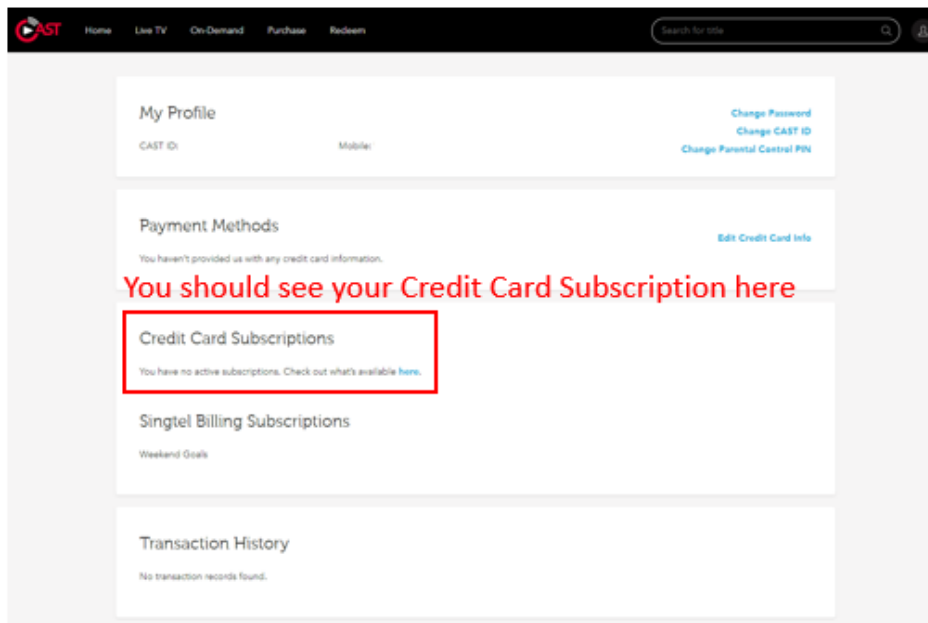 CAST Home Live TV On-Demand Purchase Redeem Search for title
My Profile
Change Password
Change CAST ID
CAST ID: Mobile:
Change Parental Control PIN
Payment Methods
Edit Credit Card Info
You haven't provided us with any credit card information.
You should see your Credit Card Subscription here
Credit Card Subscriptions
You have no active subscriptions. Check out what's available here.
Singtel Billing Subscriptions
Weekend Goals
Transaction History
No transaction records found.